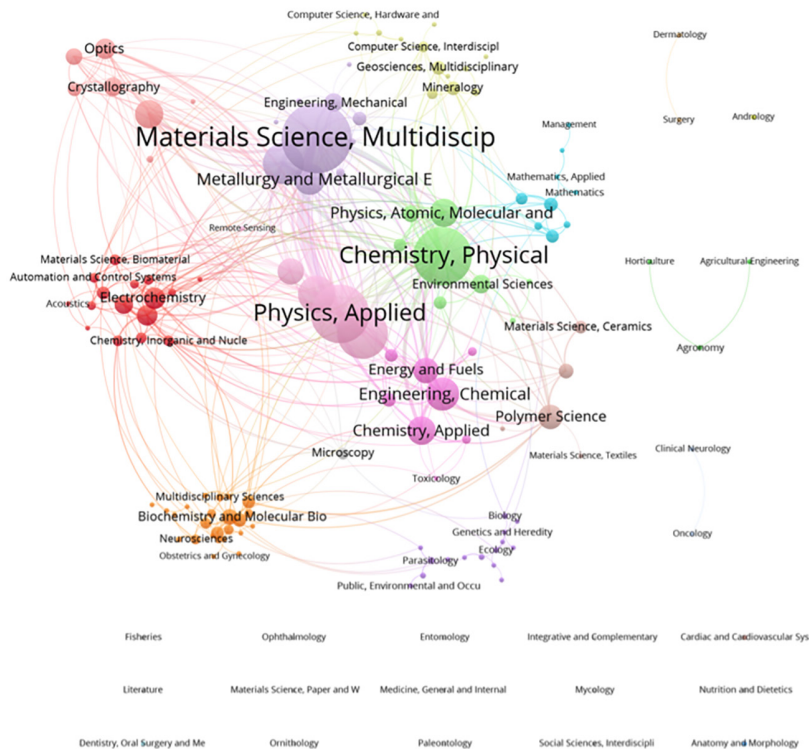 Computer Science, Hardware and
Dermatology
Optics
Computer Science, Interdiscipl
Geosciences, Multidisciplinary
Crystallography
Mineralogy
Engineering, Mechanical
Surgery
Andrology
Management
Materials Science, Multidiscip
Metallurgy and Metallurgical E
Mathematics, Applied
Mathematics
Physics, Atomic, Molecular and
Remote Sensing
Chemistry, Physical
Materials Science, Biomaterial
Horticulture
Agricultural Engineering
Automation and Control Systems
Environmental Sciences
Electrochemistry
Acoustics
Physics, Applied
Materials Science, Ceramics
Chemistry, Inorganic and Nucle
Agronomy
Energy and Fuels
Engineering, Chemical
Polymer Science
Chemistry, Applied
Microscopy
Materials Science, Textiles
Clinical Neurology
Toxicology
Multidisciplinary Sciences
Biochemistry and Molecular Bio
Biology
Neurosciences
Genetics and Heredity
Oncology
Obstetrics and Gynecology
Ecology
Parasitology
Public, Environmental and Occu
Fisheries
Ophthalmology
Entomology
Integrative and Complementary
Cardiac and Cardiovascular Sys
Literature
Materials Science, Paper and W
Medicine, General and Internal
Mycology
Nutrition and Dietetics
Dentistry, Oral Surgery and Me
Ornithology
Paleontology
Social Sciences, Interdiscipli
Anatomy and Morphology